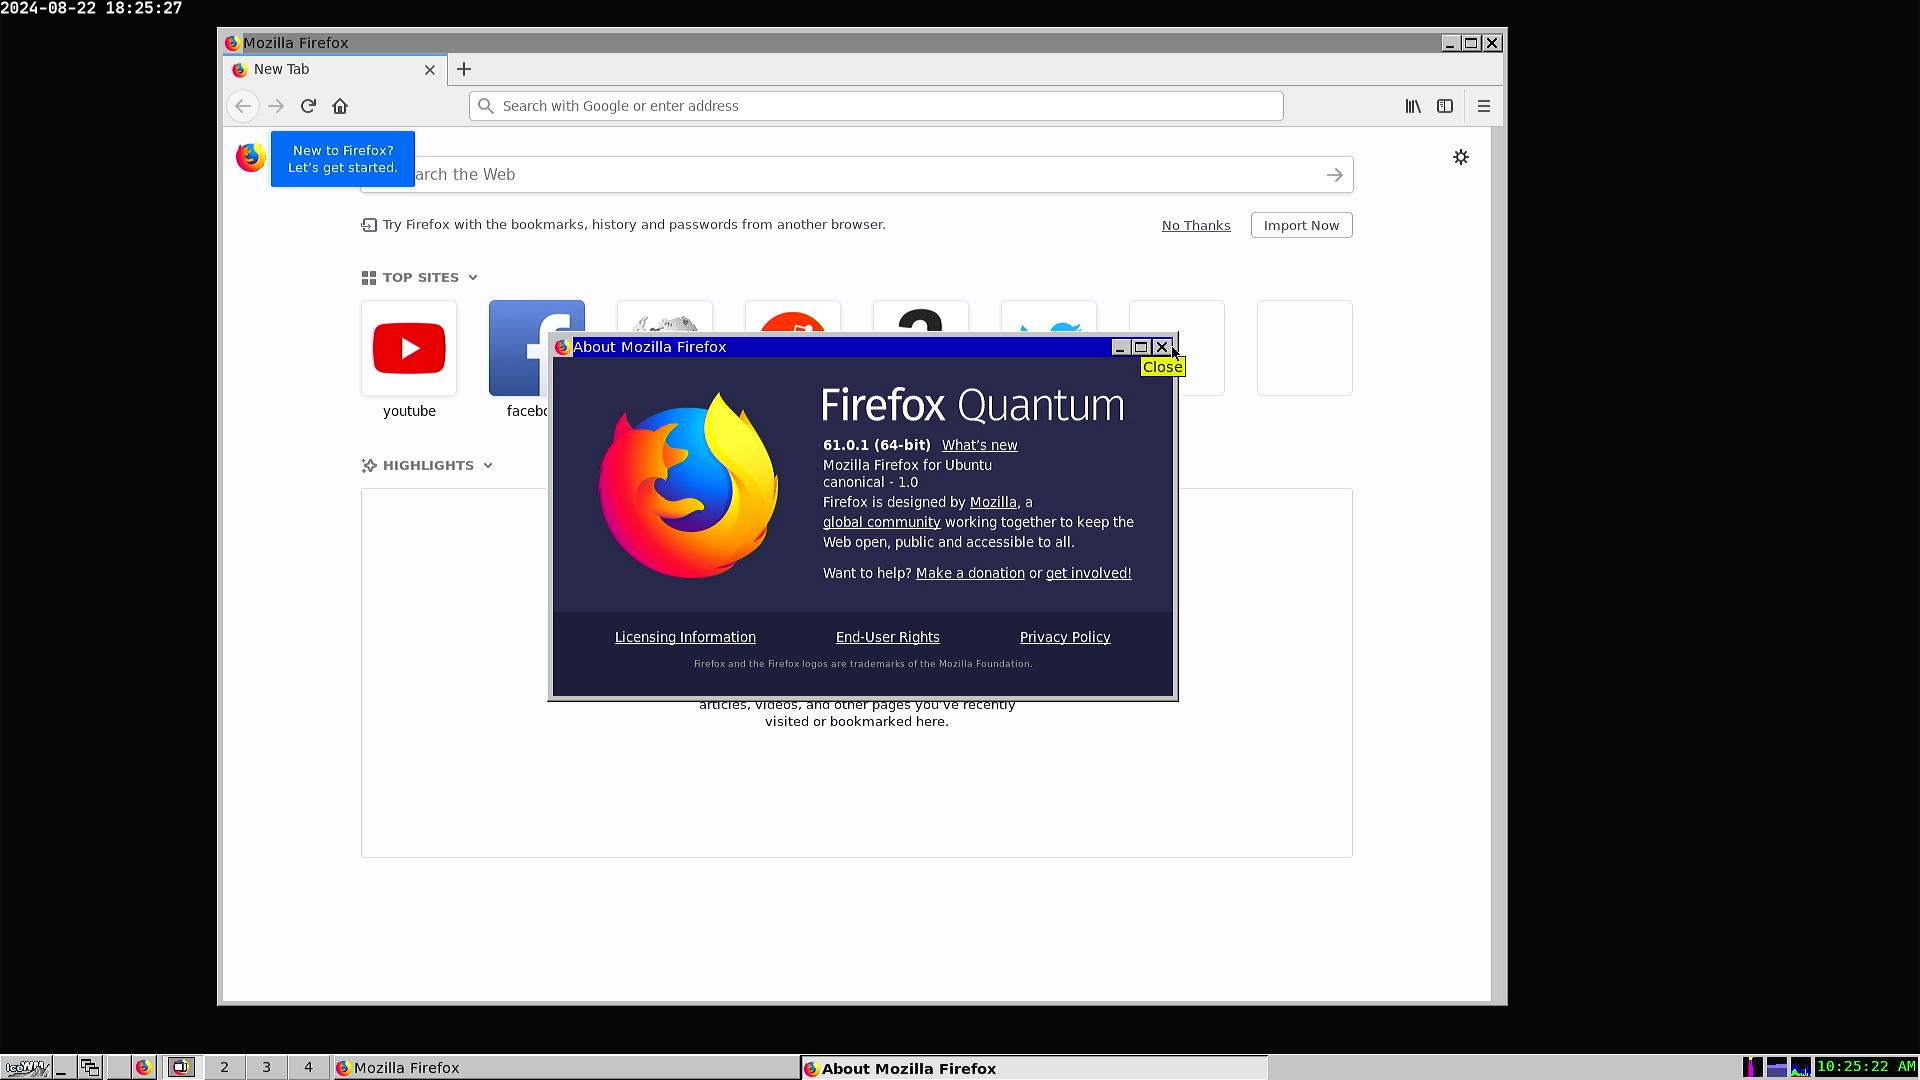 2024-08-22 18:25:27
Mozilla Firefox
New Tab
Search with Google or enter address
New to Firefox?
Let's get started.
arch the Web
Try Firefox with the bookmarks, history and passwords from another browser.
No Thanks
Import Now
TOP SITES
youtube
facebo
About Mozilla Firefox
Close
Firefox Quantum
61.0.1 (64-bit) What's new
Mozilla Firefox for Ubuntu
canonical - 1.0
Firefox is designed by Mozilla, a
global community working together to keep the
Web open, public and accessible to all.
Want to help? Make a donation or get involved!
Licensing Information
End-User Rights
Privacy Policy
Firefox and the Firefox logos are trademarks of the Mozilla Foundation.
HIGHLIGHTS
articles, videos, and other pages you've recently
visited or bookmarked here.
IceWM
2
3
4
Mozilla Firefox
About Mozilla Firefox
10:25:22 AM